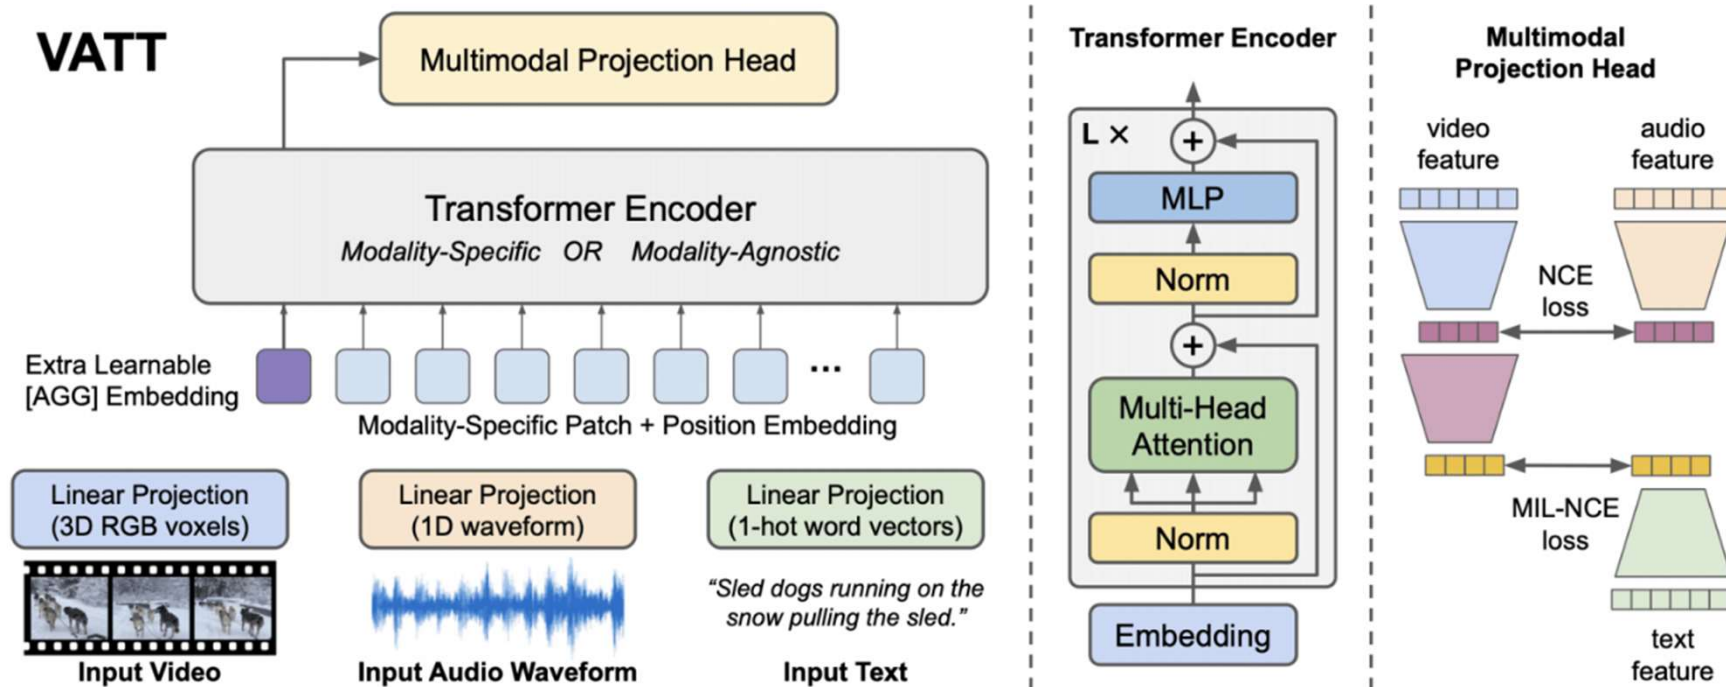 VATT
Multimodal Projection Head
Transformer Encoder
Modality-Specific OR Modality-Agnostic
Extra Learnable
[AGG] Embedding
...
Modality-Specific Patch + Position Embedding
Linear Projection
(3D RGB voxels)
Linear Projection
(1D waveform)
Linear Projection
(1-hot word vectors)
“Sled dogs running on the
snow pulling the sled.”
Input Video
Input Audio Waveform
Input Text
Transformer Encoder
L ×
+
MLP
Norm
+
Multi-Head
Attention
Norm
Embedding
Multimodal
Projection Head
video
feature
audio
feature
NCE
loss
MIL-NCE
loss
text
feature